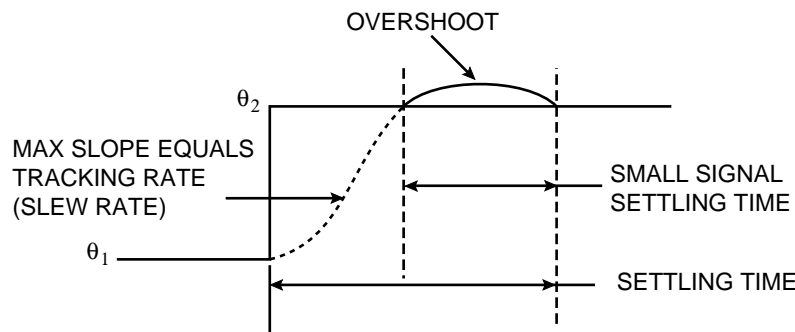 OVERSHOOT
θ2
MAX SLOPE EQUALS
TRACKING RATE
(SLEW RATE)
SMALL SIGNAL
SETTLING TIME
θ1
SETTLING TIME